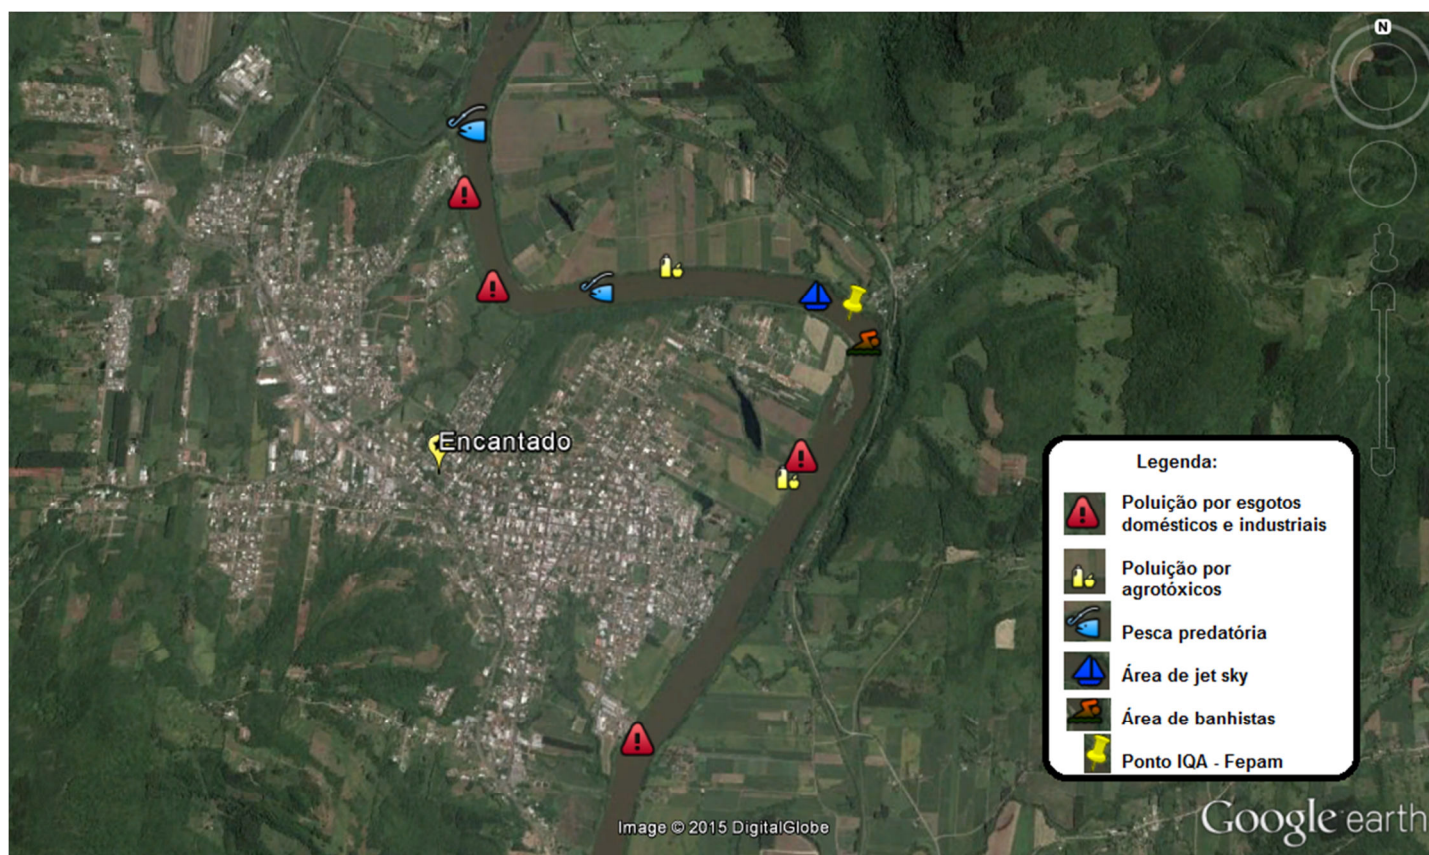 N
Encantado
Legenda:
Poluição por esgotos
domésticos e industriais
Poluição por
agrotóxicos
Pesca predatória
Área de jet sky
Área de banhistas
Ponto IQA - Fepam
Image © 2015 DigitalGlobe
Google earth